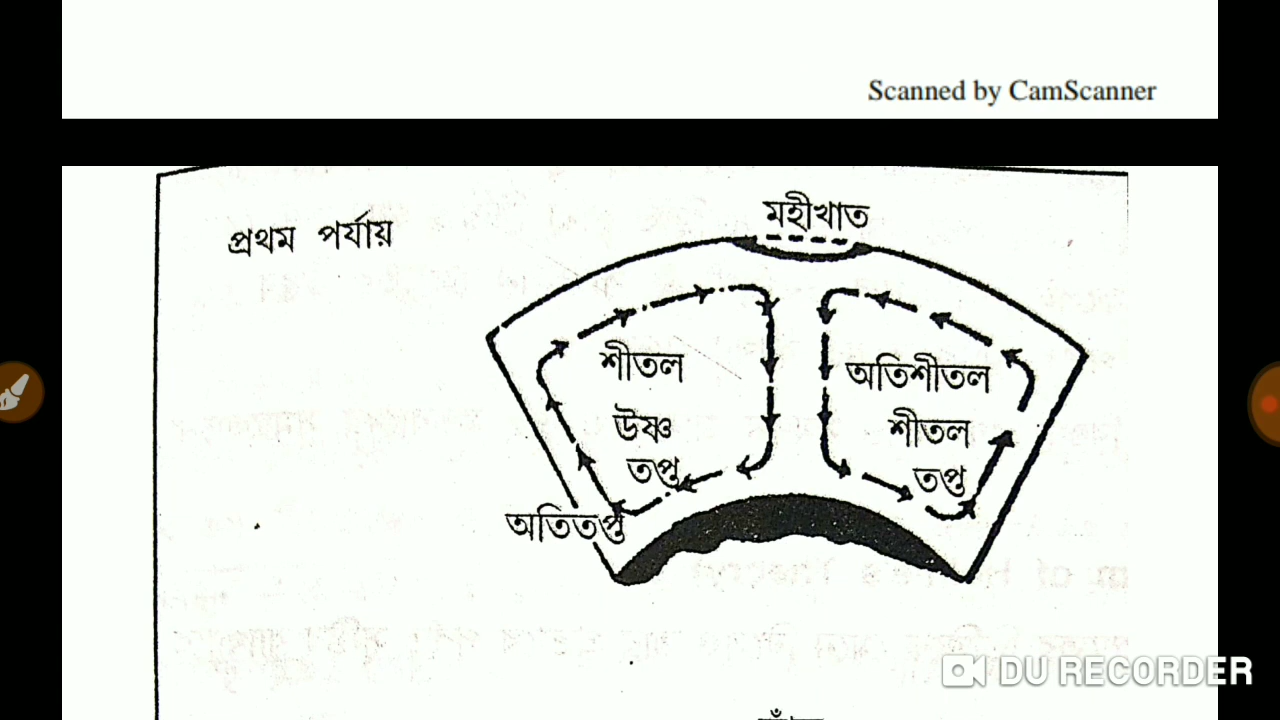 Scanned by CamScanner
প্রথম পর্যায়
মহীখাত
শীতল
উষ্ণ
তপ্ত
অতিতপ্ত
অতিশীতল
শীতল
তপ্ত
DU RECORDER